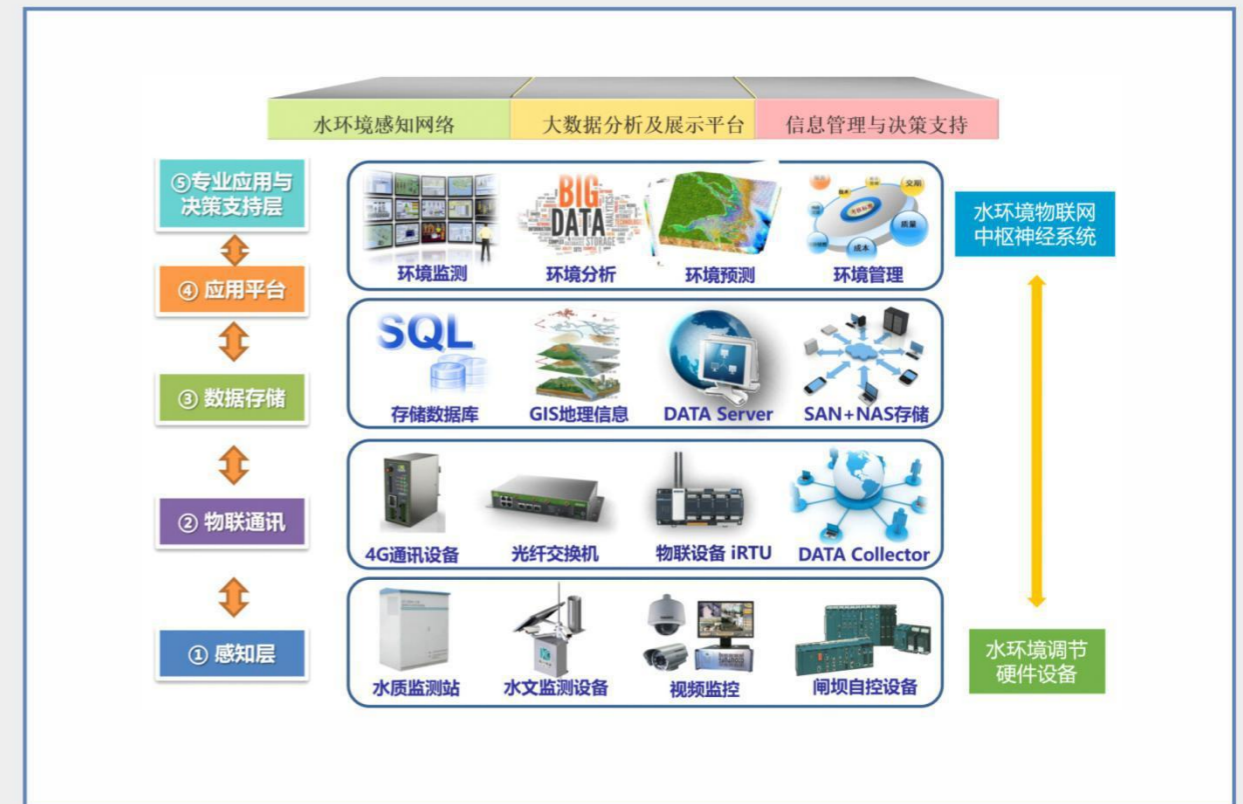 水环境感知网络
大数据分析及展示平台
信息管理与决策支持
⑤专业应用与
决策支持层
④ 应用平台
③ 数据存储
② 物联通讯
① 感知层
BIG
DATA
STORAGE
交期
质量
成本
环境监测
环境分析
环境预测
环境管理
SQL
存储数据库
GIS地理信息
DATA Server
SAN+NAS存储
4G通讯设备
光纤交换机
物联设备 iRTU
DATA Collector
水质监测站
水文监测设备
视频监控
闸坝自控设备
水环境物联网
中枢神经系统
水环境调节
硬件设备